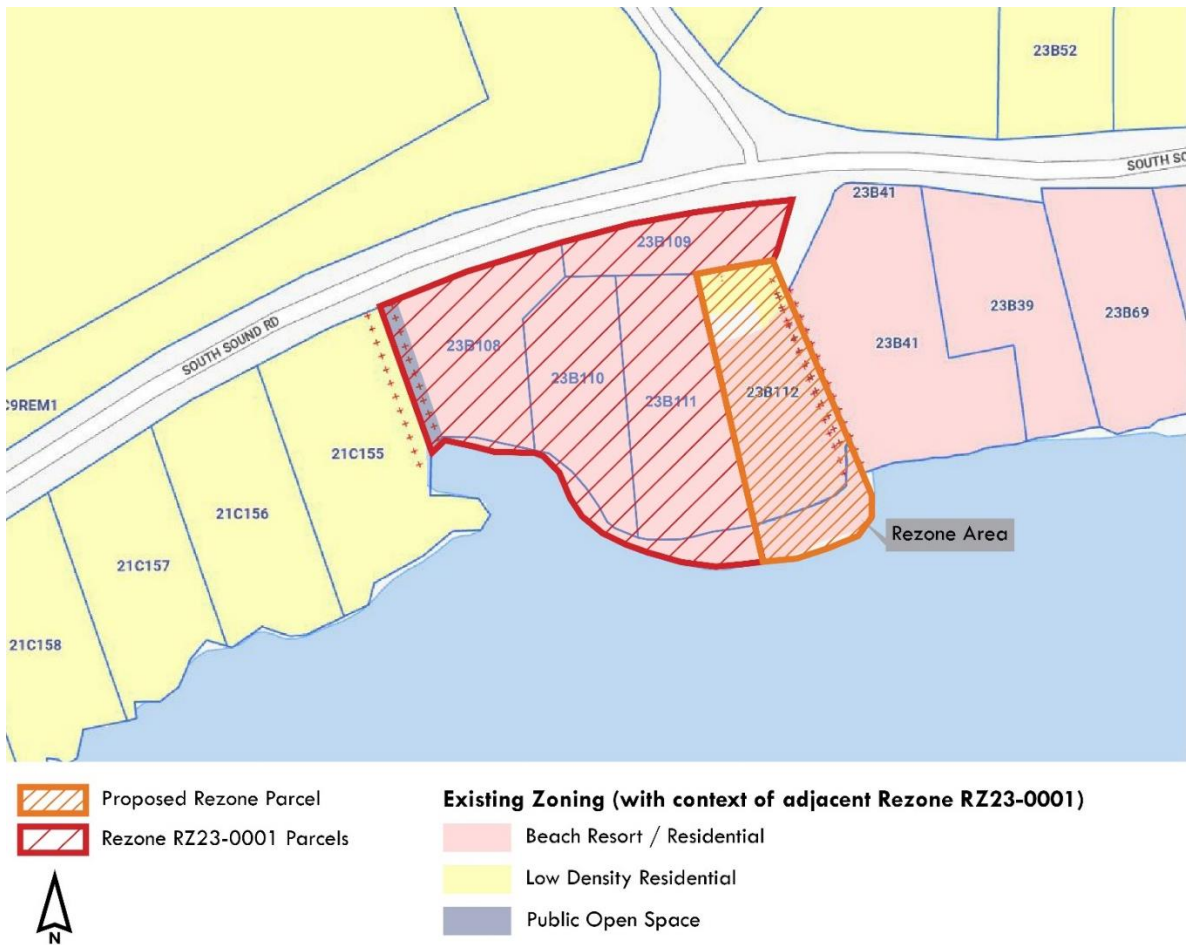 23B52
SOUTH SO
23B41
23B109
23B39
23B69
SOUTH SOUND RD
23B108
23B41
23B110
23B112
23B111
C9REM1
21C155
21C156
Rezone Area
21C157
21C158
Proposed Rezone Parcel
Rezone RZ23-0001 Parcels
N
Existing Zoning (with context of adjacent Rezone RZ23-0001)
Beach Resort / Residential
Low Density Residential
Public Open Space